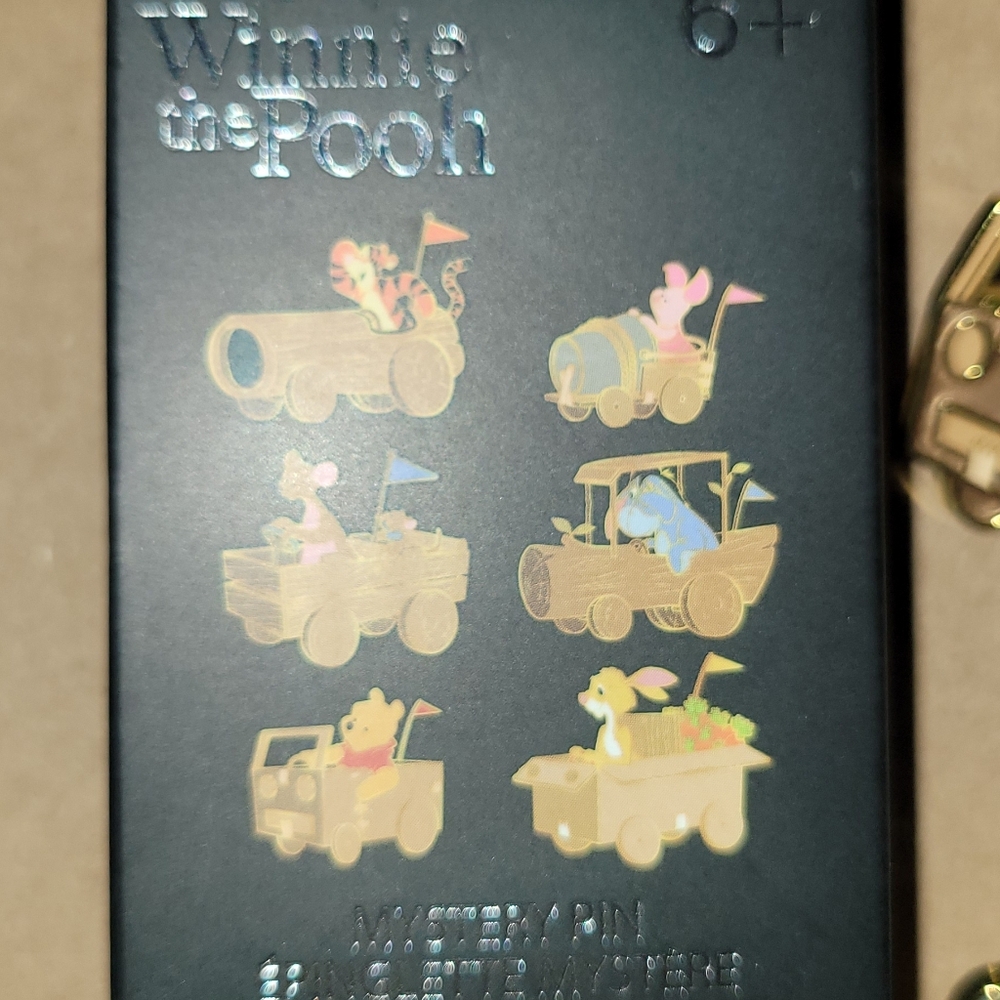 Winnie
6+
the Pooh
MYSTERY PIN
ÉPINGLETTE MYSTÈRE